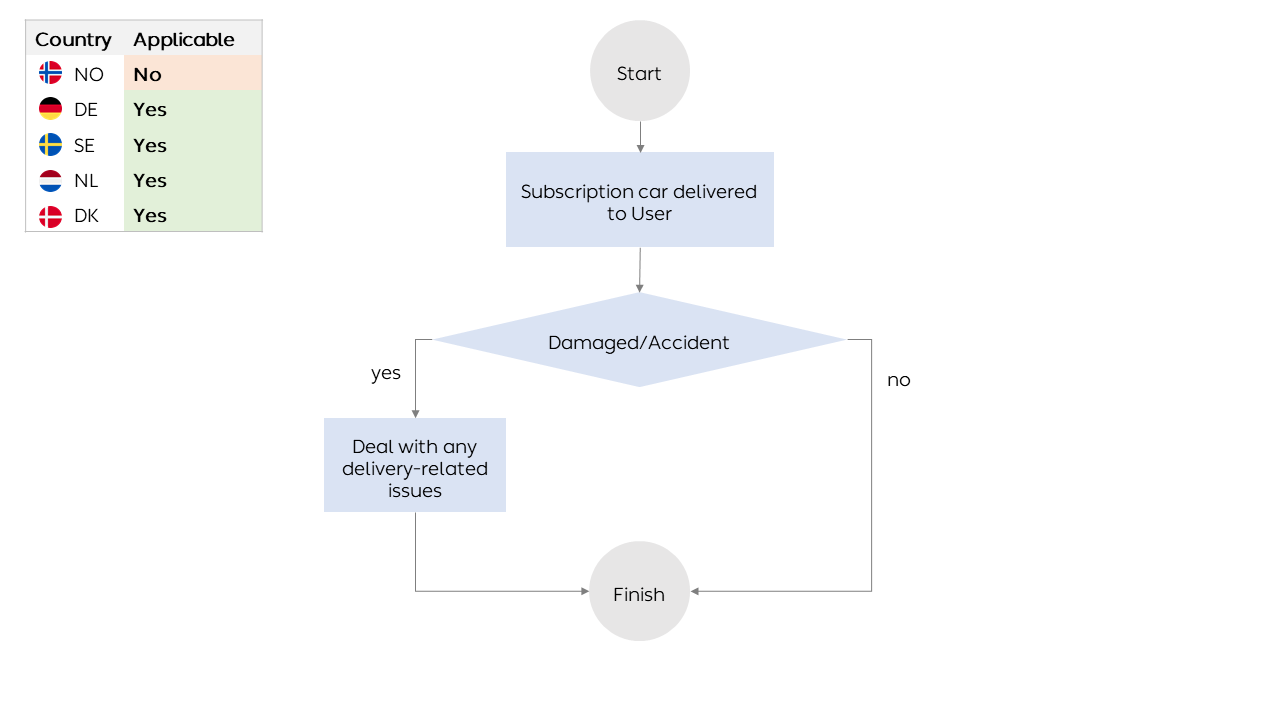 Country Applicable
NO No
DE Yes
SE Yes
NL Yes
DK Yes
Start
Subscription car delivered
to User
Damaged/Accident
yes
no
Deal with any
delivery-related
issues
Finish